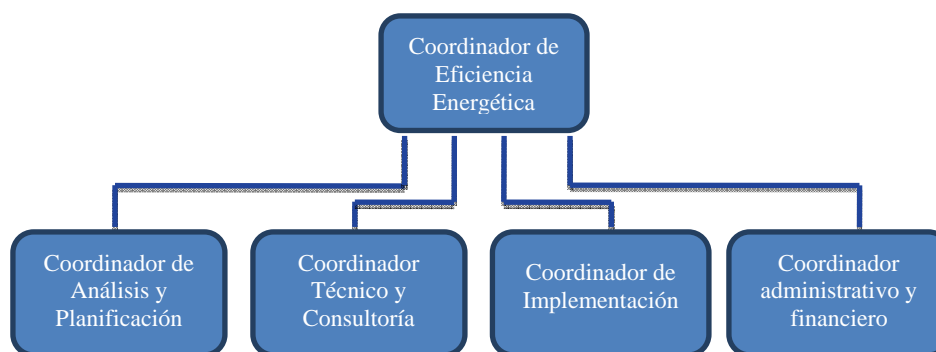 Coordinador de
Eficiencia
Energética
Coordinador de
Análisis y
Planificación
Coordinador
Técnico y
Consultoría
Coordinador de
Implementación
Coordinador
administrativo y
financiero